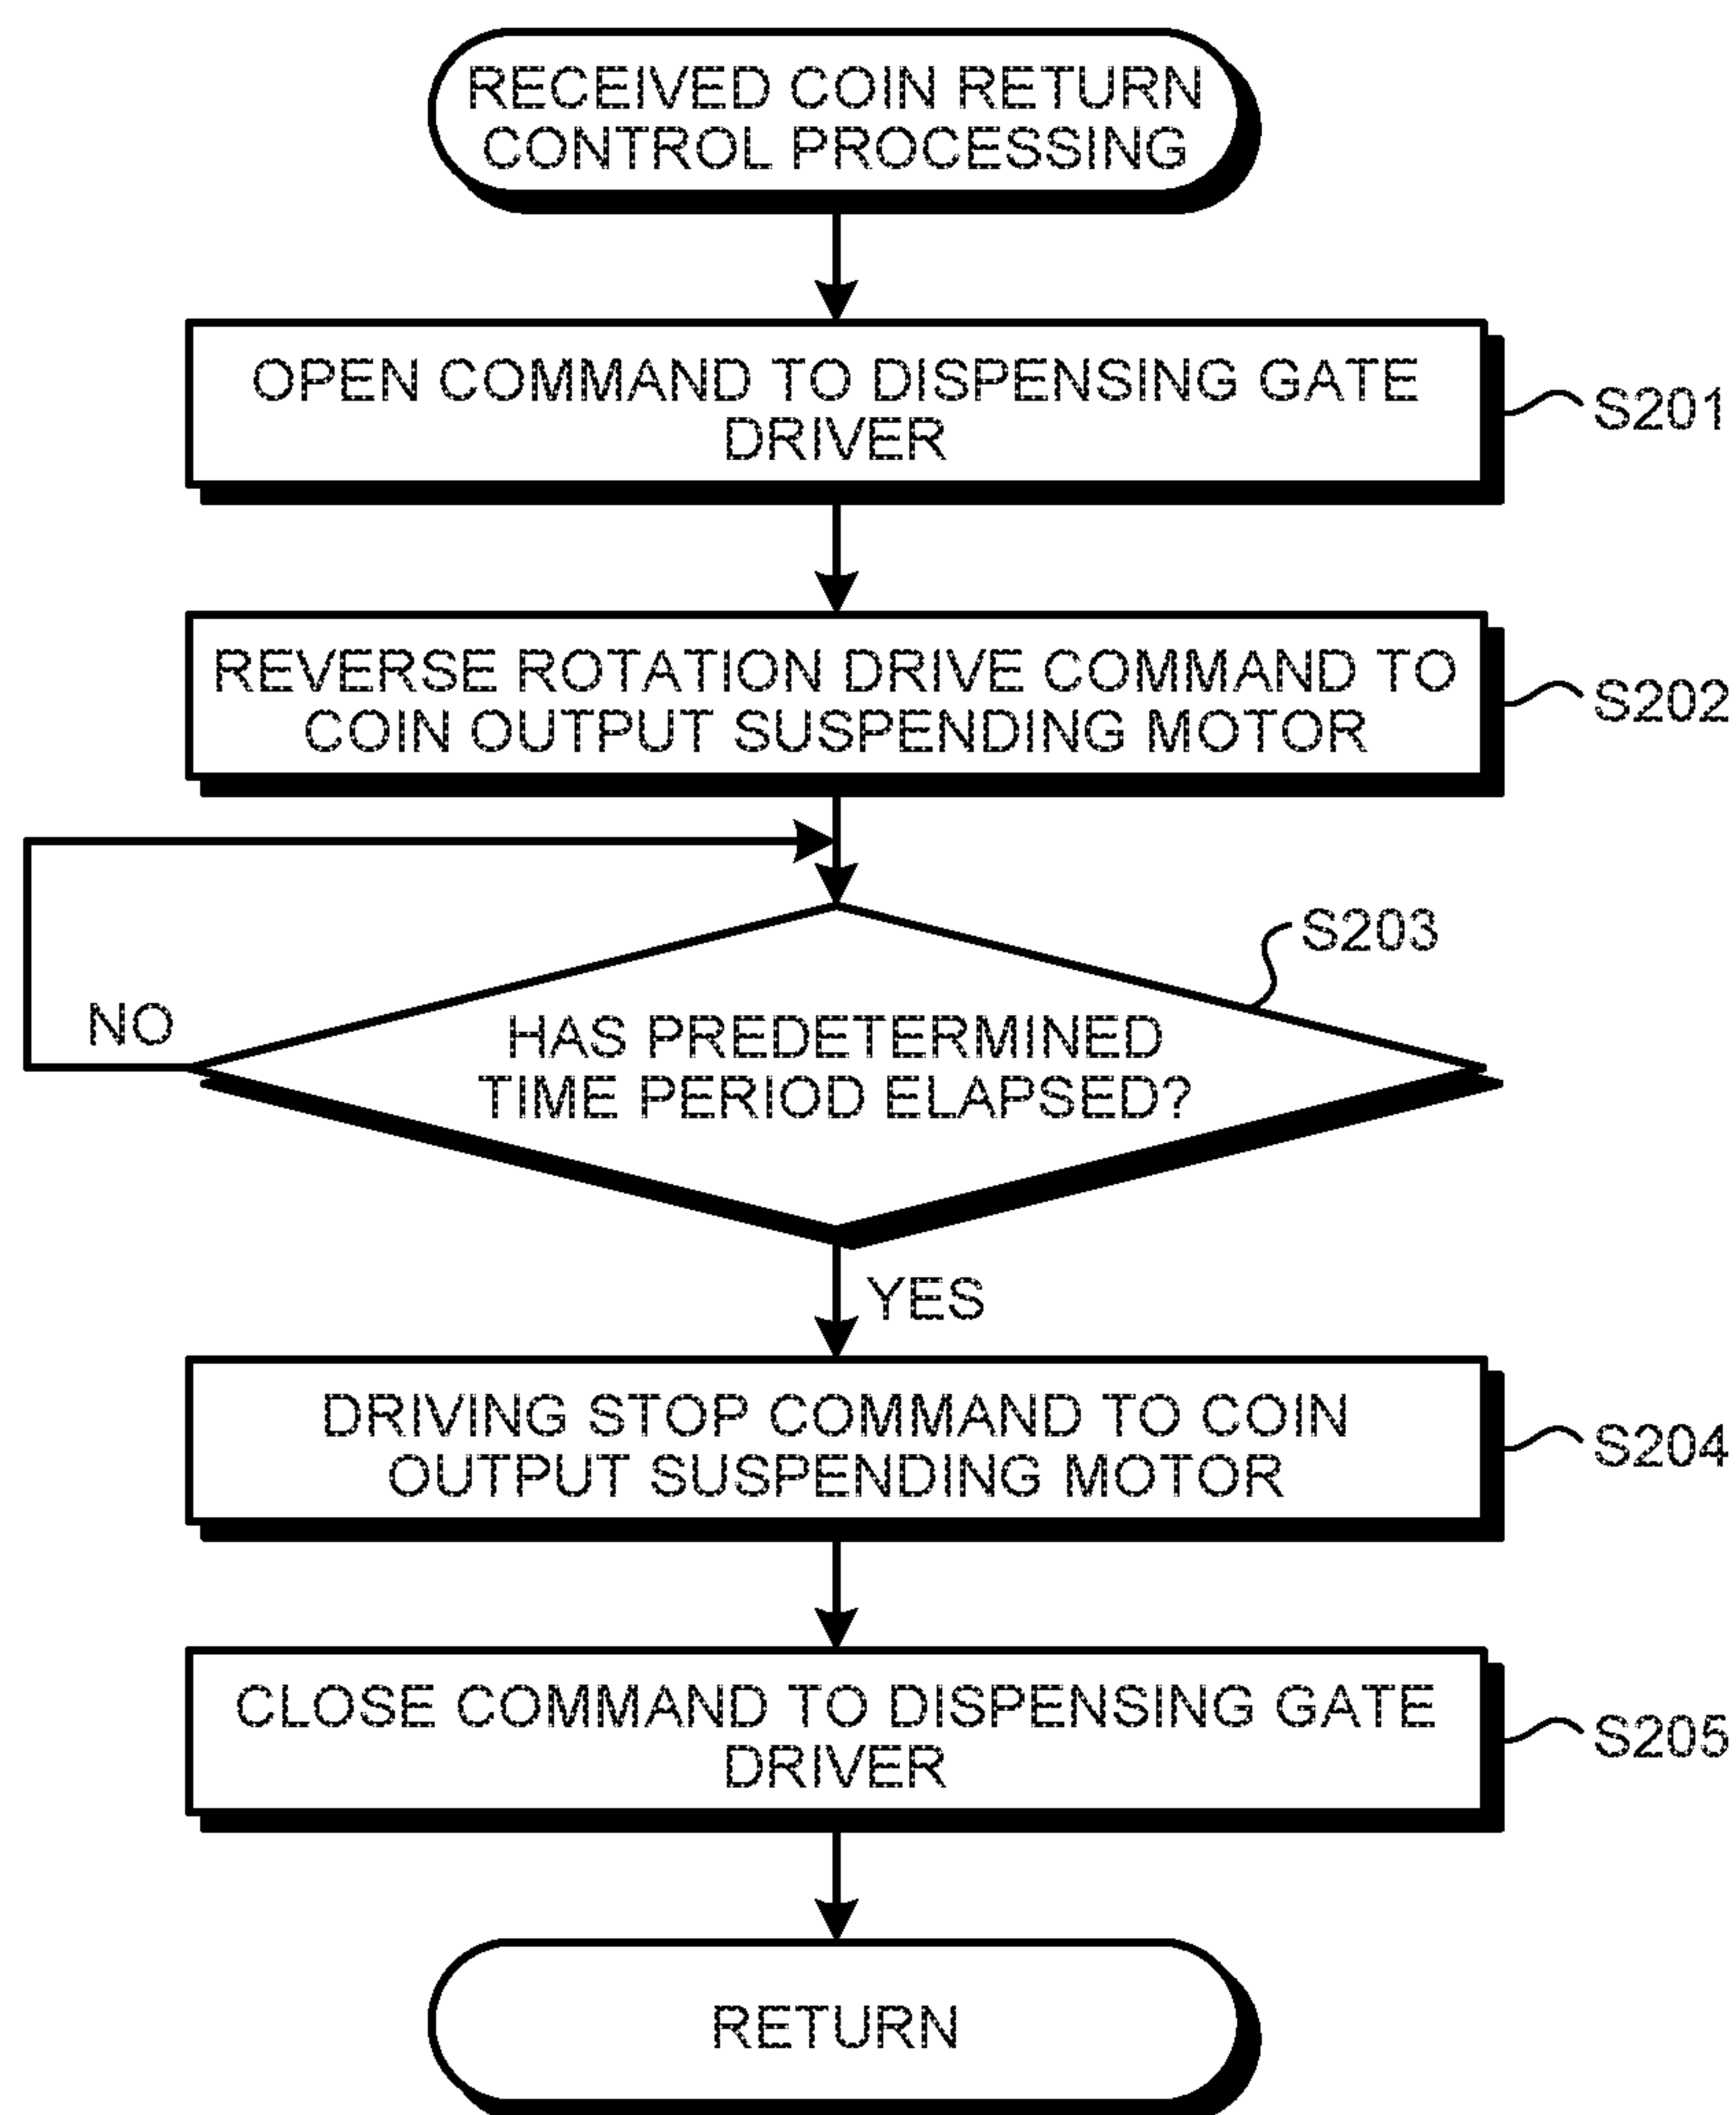 RECEIVED COIN RETURN
CONTROL PROCESSING
OPEN COMMAND TO DISPENSING GATE
DRIVER
S201
REVERSE ROTATION DRIVE COMMAND TO
COIN OUTPUT SUSPENDING MOTOR
S202
S203
NO
HAS PREDETERMINED
TIME PERIOD ELAPSED?
YES
DRIVING STOP COMMAND TO COIN
OUTPUT SUSPENDING MOTOR
S204
CLOSE COMMAND TO DISPENSING GATE
DRIVER
S205
RETURN